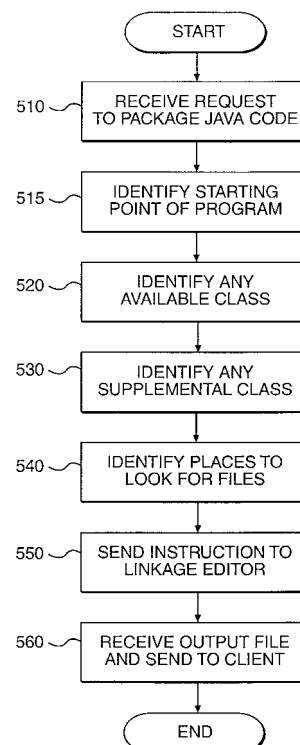 START
510
RECEIVE REQUEST
TO PACKAGE JAVA CODE
515
IDENTIFY STARTING
POINT OF PROGRAM
520
IDENTIFY ANY
AVAILABLE CLASS
530
IDENTIFY ANY
SUPPLEMENTAL CLASS
540
IDENTIFY PLACES TO
LOOK FOR FILES
550
SEND INSTRUCTION TO
LINKAGE EDITOR
560
RECEIVE OUTPUT FILE
AND SEND TO CLIENT
END